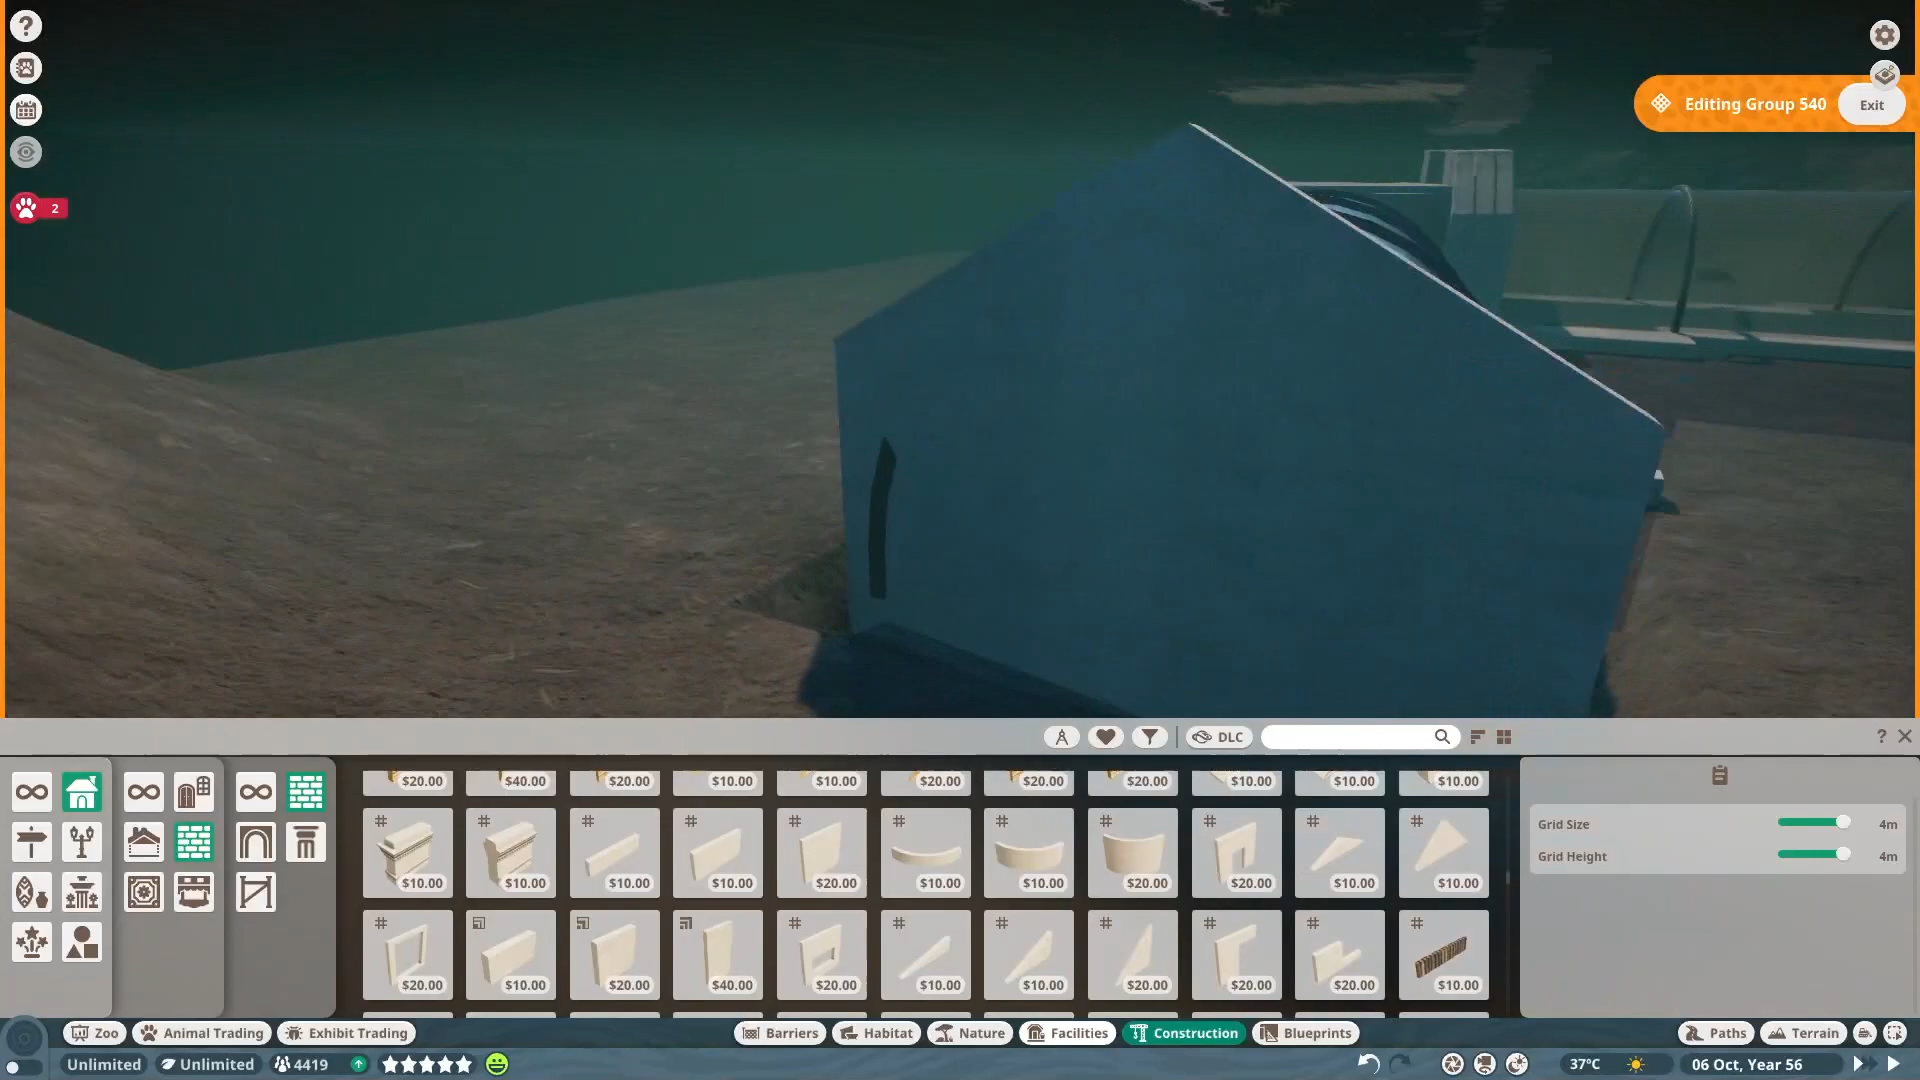 ?
Editing Group 540
Exit
2
DLC
?
$20.00 $40.00 $20.00 $10.00 $10.00 $20.00 $20.00 $20.00 $10.00 $10.00 $10.00
$10.00 $10.00 $10.00 $10.00 $20.00 $10.00 $10.00 $20.00 $20.00 $10.00 $10.00
$20.00 $10.00 $20.00 $40.00 $20.00 $10.00 $10.00 $20.00 $20.00 $20.00 $10.00
Grid Size 4m
Grid Height 4m
Zoo Animal Trading Exhibit Trading Barriers Habitat Nature Facilities Construction Blueprints Paths Terrain
Unlimited Unlimited 4419 37°C 06 Oct, Year 56